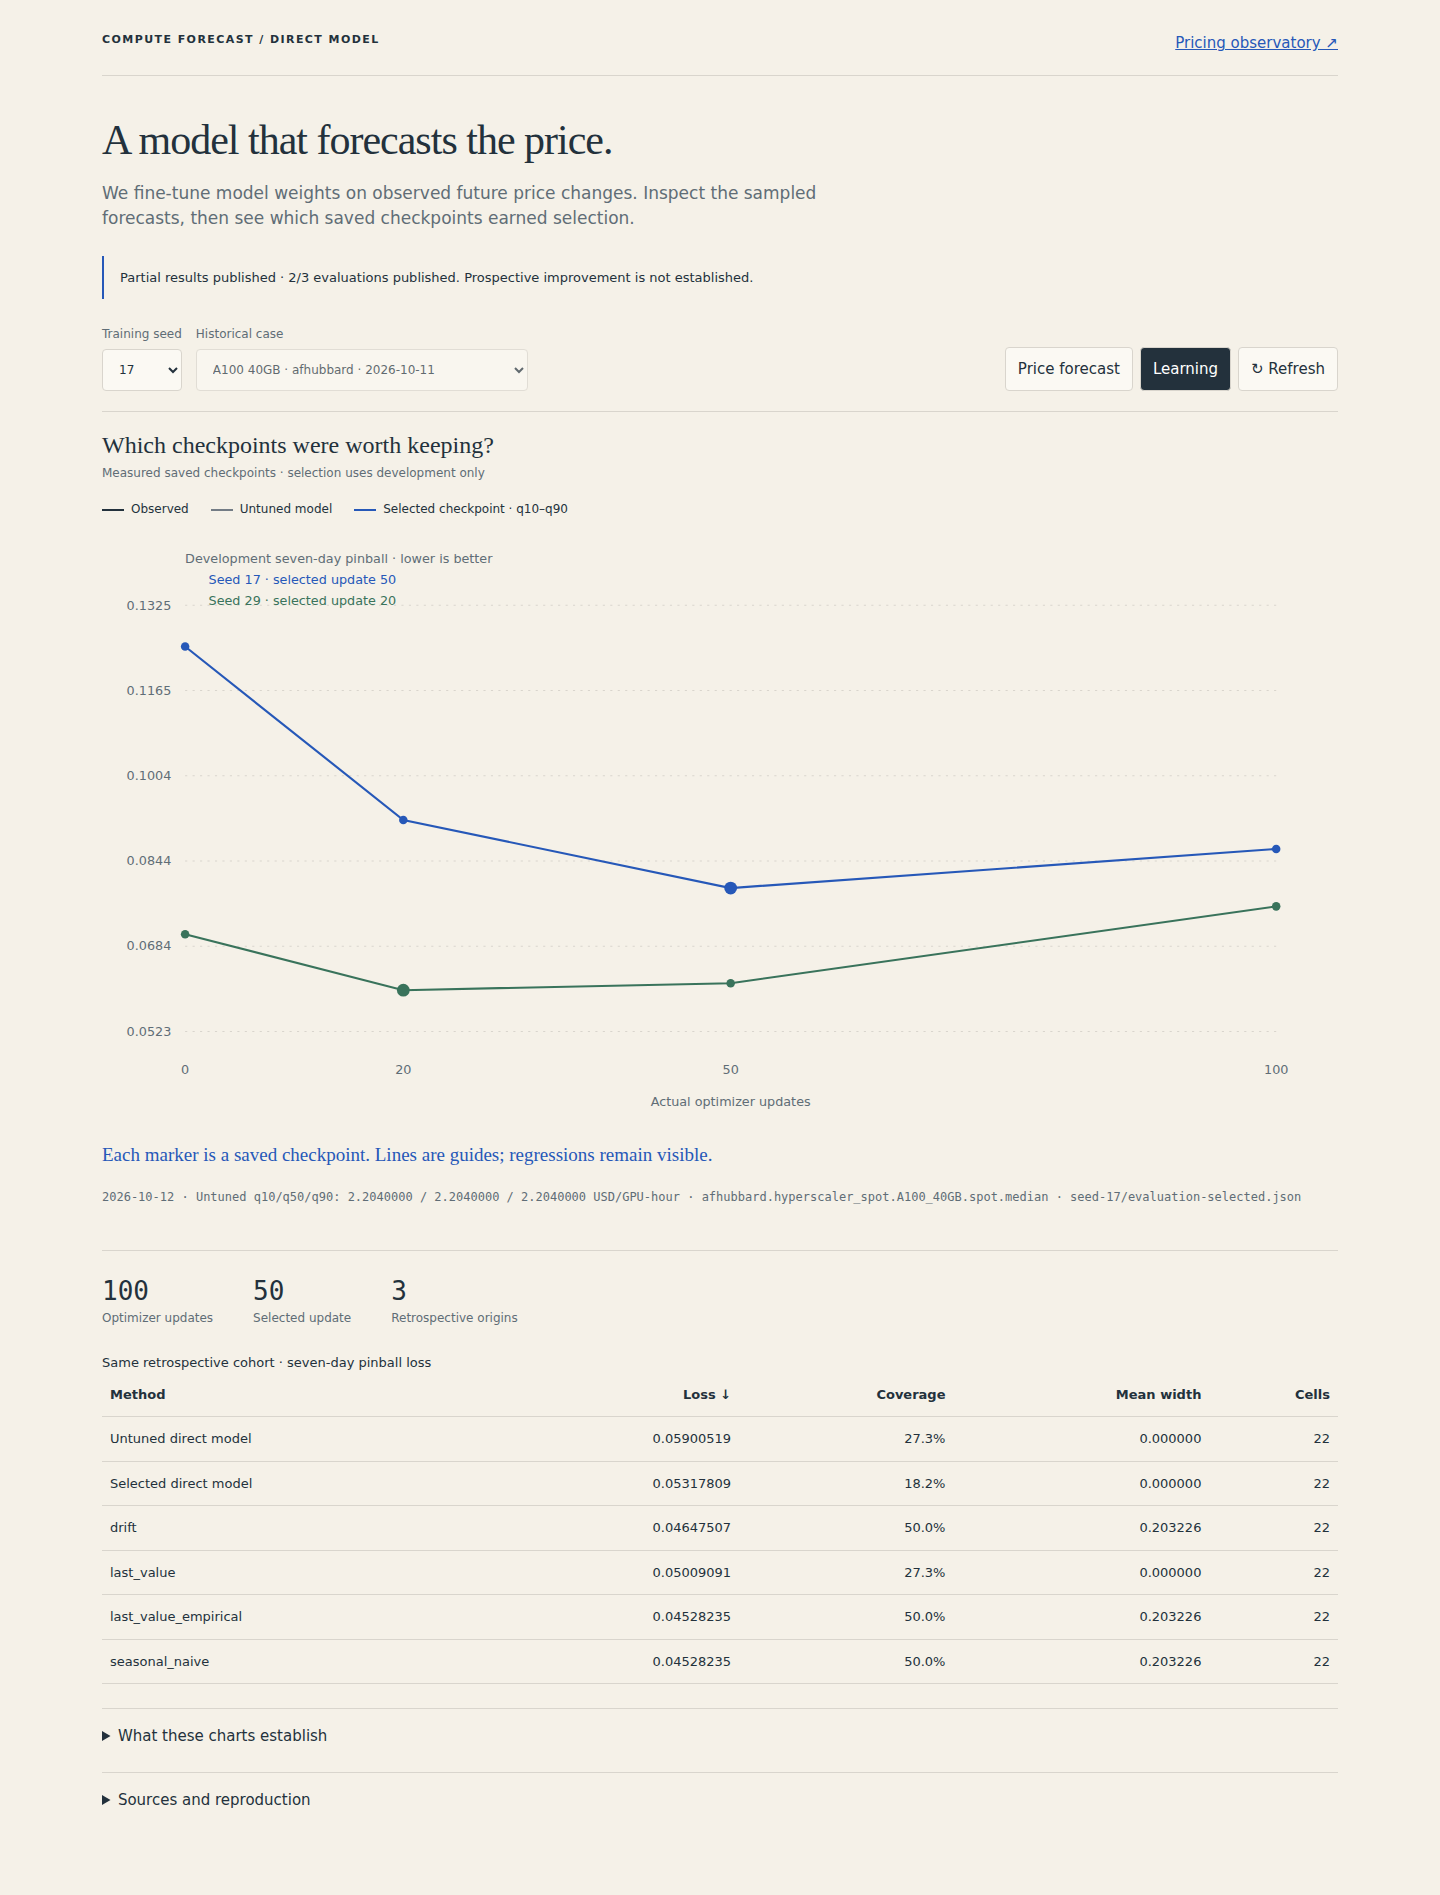 COMPUTE FORECAST / DIRECT MODEL
Pricing observatory ↗
A model that forecasts the price.
We fine-tune model weights on observed future price changes. Inspect the sampled
forecasts, then see which saved checkpoints earned selection.
Partial results published · 2/3 evaluations published. Prospective improvement is not established.
Training seed
Historical case
17
A100 40GB · afhubbard · 2026-10-11
Price forecast
Learning
↻ Refresh
Which checkpoints were worth keeping?
Measured saved checkpoints · selection uses development only
Observed
Untuned model
Selected checkpoint · q10–q90
Development seven-day pinball · lower is better
Seed 17 · selected update 50
Seed 29 · selected update 20
0.1325
0.1165
0.1004
0.0844
0.0684
0.0523
0 20 50 100
Actual optimizer updates
Each marker is a saved checkpoint. Lines are guides; regressions remain visible.
2026-10-12 · Untuned q10/q50/q90: 2.2040000 / 2.2040000 / 2.2040000 USD/GPU-hour · afhubbard.hyperscaler_spot.A100_40GB.spot.median · seed-17/evaluation-selected.json
100 50 3
Optimizer updates Selected update Retrospective origins
Same retrospective cohort · seven-day pinball loss
Method Loss ↓ Coverage Mean width Cells
Untuned direct model 0.05900519 27.3% 0.000000 22
Selected direct model 0.05317809 18.2% 0.000000 22
drift 0.04647507 50.0% 0.203226 22
last_value 0.05009091 27.3% 0.000000 22
last_value_empirical 0.04528235 50.0% 0.203226 22
seasonal_naive 0.04528235 50.0% 0.203226 22
▶ What these charts establish
▶ Sources and reproduction